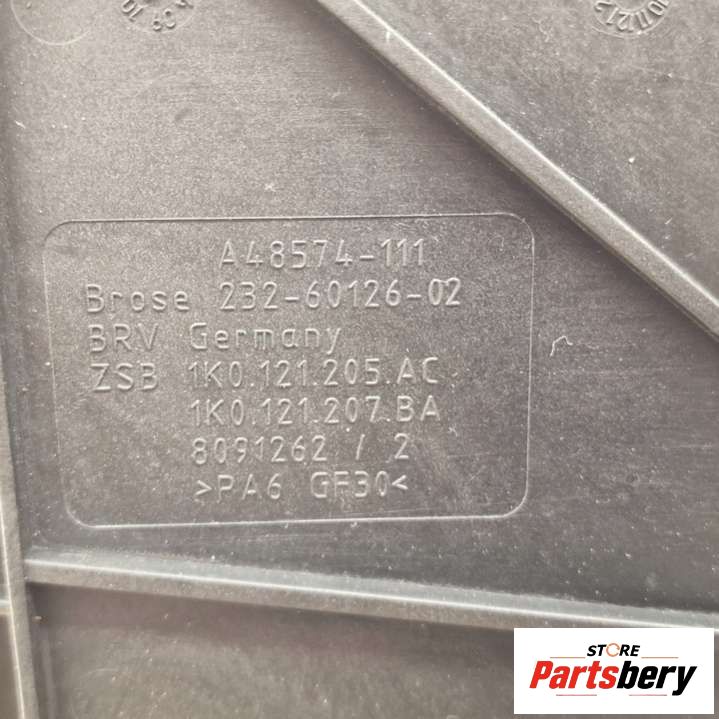 A48574-111
Brose 232-60126-02
BRV Germany
ZSB 1K0.121.205.AC
1K0.121.207.BA
8091262 / 2
>PA6 GF30<
STORE
Partsbery